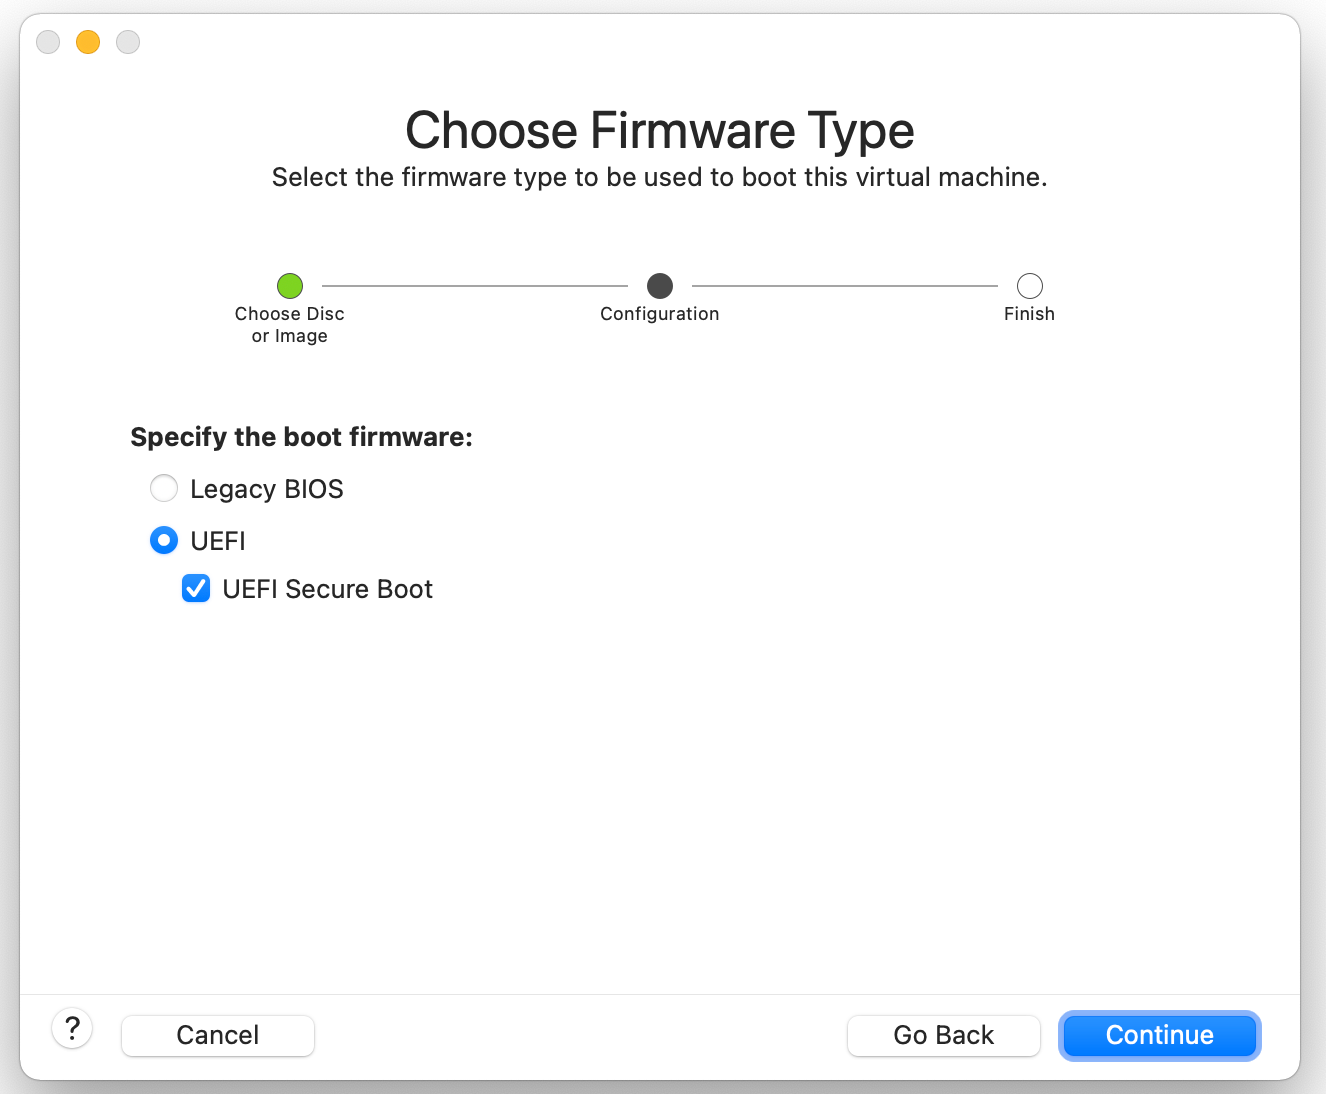 Choose Firmware Type
Select the firmware type to be used to boot this virtual machine.
Choose Disc
or Image
Configuration
Finish
Specify the boot firmware:
Legacy BIOS
UEFI
UEFI Secure Boot
?
Cancel
Go Back
Continue